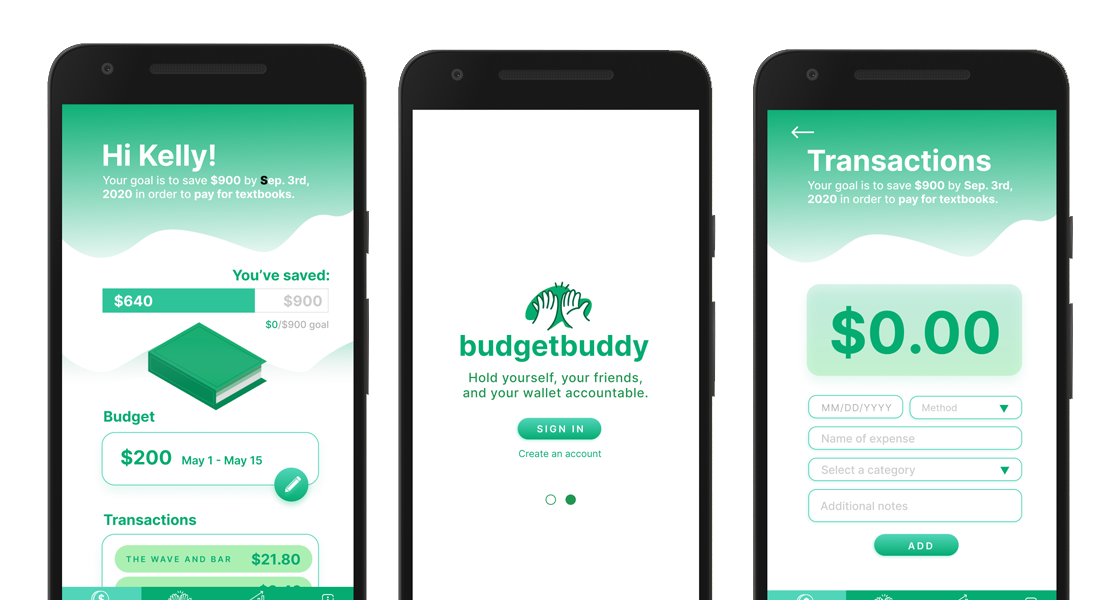 Hi Kelly!
Your goal is to save $900 by Sep. 3rd,
2020 in order to pay for textbooks.
You've saved:
$640 $900
$0/$900 goal
Budget
$200 May 1 - May 15
Transactions
THE WAVE AND BAR $21.80
budgetbuddy
Hold yourself, your friends,
and your wallet accountable.
SIGN IN
Create an account
Transactions
Your goal is to save $900 by Sep. 3rd,
2020 in order to pay for textbooks.
$0.00
MM/DD/YYYY Method
Name of expense
Select a category
Additional notes
ADD